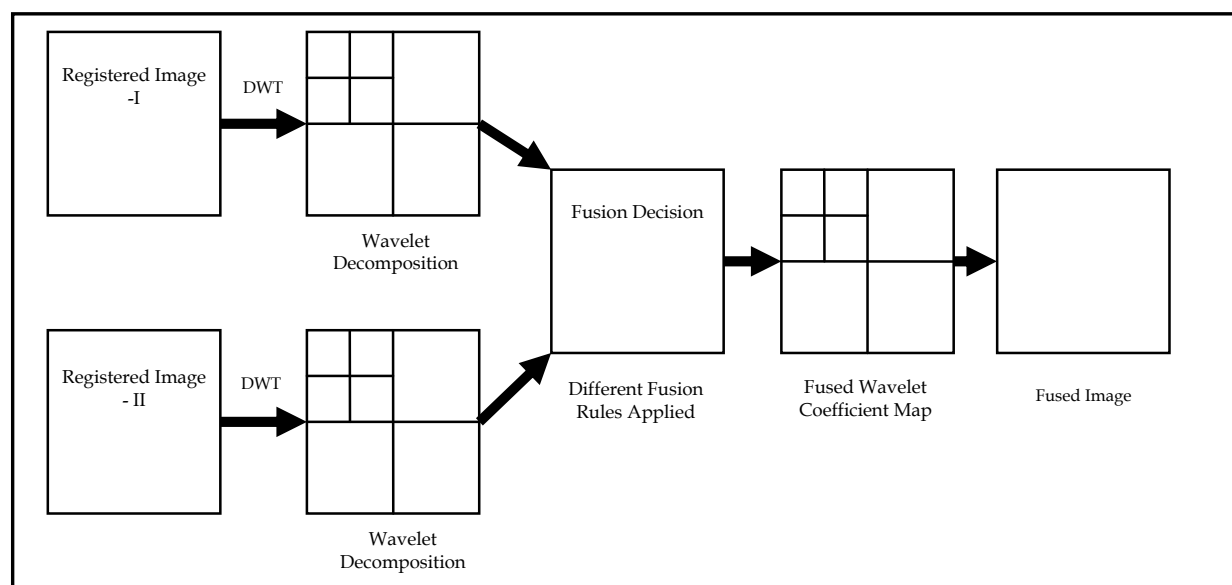 Registered Image
-I
DWT
Wavelet
Decomposition
Fusion Decision
Registered Image
- II
DWT
Wavelet
Decomposition
Different Fusion
Rules Applied
Fused Wavelet
Coefficient Map
Fused Image